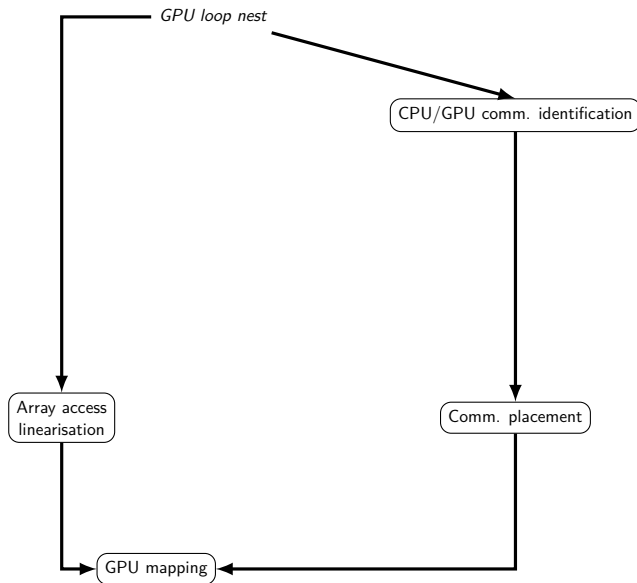 GPU loop nest
CPU/GPU comm. identification
Array access
linearisation
Comm. placement
GPU mapping